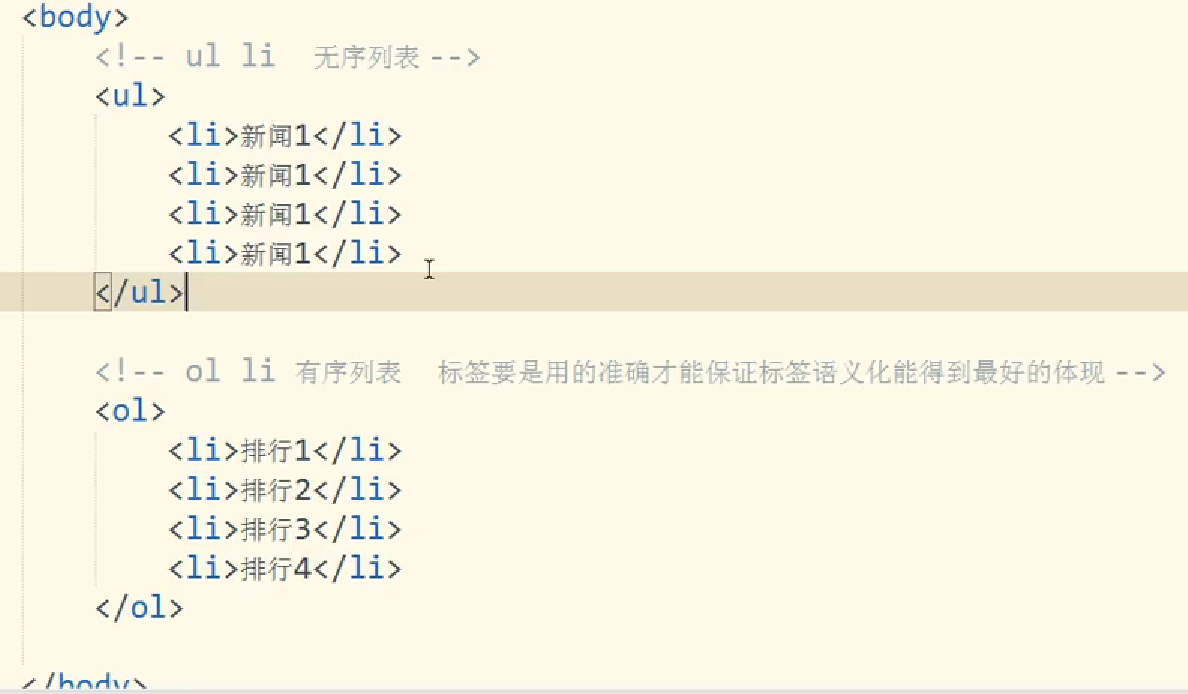 <body>
<!-- ul li 无序列表 -->
<ul>
<li>新闻1</li>
<li>新闻1</li>
<li>新闻1</li>
<li>新闻1</li>
</ul>
<!-- ol li 有序列表 标签要是用的准确才能保证标签语义化能得到最好的体现 -->
<ol>
<li>排行1</li>
<li>排行2</li>
<li>排行3</li>
<li>排行4</li>
</ol>
</body>